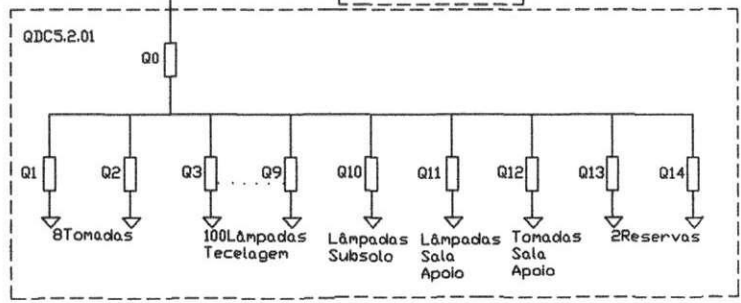 QDC5.2.01
Q0
Q1 Q2 Q3 Q9 Q10 Q11 Q12 Q13 Q14
8Tomadas 100Lâmpadas Lâmpadas Lâmpadas Tomadas 2Reservas
Tecelagem Subsolo Sala Sala
Apoio Apoio